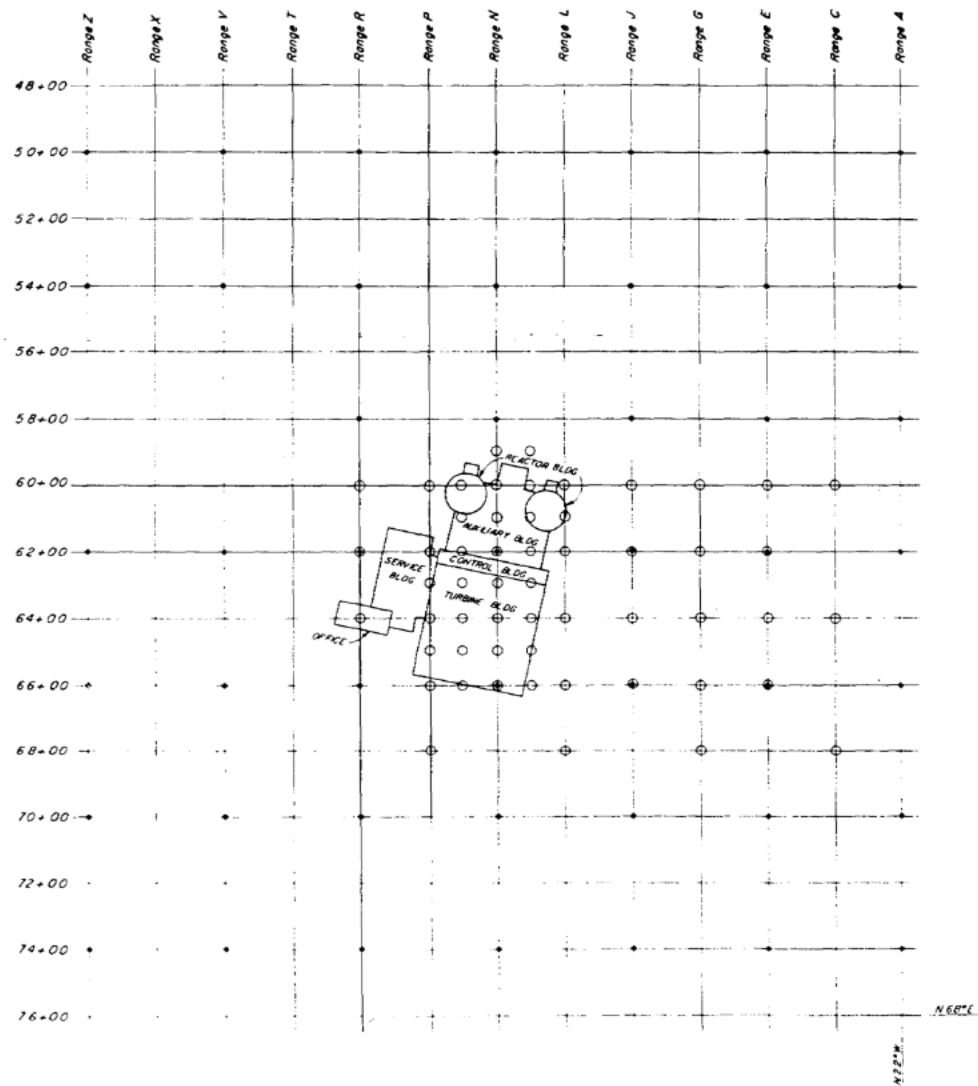 Range Z
Range X
Range V
Range T
Range R
Range P
Range N
Range L
Range J
Range G
Range E
Range C
Range A
48+00
50+00
52+00
54+00
56+00
58+00
REACTOR BLDG
60+00
AUXILIARY BLDG
62+00
CONTROL BLDG
SERVICE
BLDG
TURBINE BLDG
64+00
OFFICE
66+00
68+00
70+00
72+00
74+00
76+00
N 68° E
N 22° W